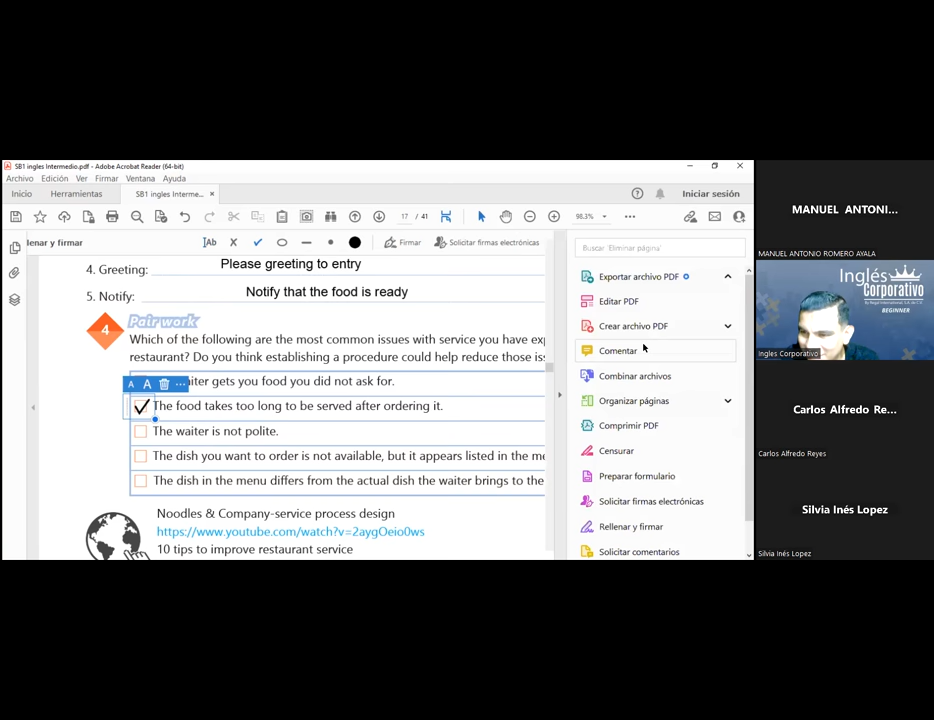 SB1 ingles Intermedio.pdf - Adobe Acrobat Reader (64-bit)
Archivo Edición Ver Firmar Ventana Ayuda
Inicio Herramientas SB1 ingles Interme... × Iniciar sesión
17 / 41 98.3%
lenar y firmar Ab Firmar Solicitar firmas electrónicas
4. Greeting: Please greeting to entry
5. Notify: Notify that the food is ready
4 Pair work
Which of the following are the most common issues with service you have exp
restaurant? Do you think establishing a procedure could help reduce those iss
iter gets you food you did not ask for.
A A
The food takes too long to be served after ordering it.
The waiter is not polite.
The dish you want to order is not available, but it appears listed in the me
The dish in the menu differs from the actual dish the waiter brings to the
Noodles & Company-service process design
https://www.youtube.com/watch?v=2aygOeio0ws
10 tips to improve restaurant service
Buscar 'Eliminar página'
Exportar archivo PDF
Editar PDF
Crear archivo PDF
Comentar
Combinar archivos
Organizar páginas
Comprimir PDF
Censurar
Preparar formulario
Solicitar firmas electrónicas
Rellenar y firmar
Solicitar comentarios
MANUEL ANTONI...
MANUEL ANTONIO ROMERO AYALA
Inglés
Corporativo
BEGINNER
Ingles Corporativo
Carlos Alfredo Re...
Carlos Alfredo Reyes
Silvia Inés Lopez
Silvia Inés Lopez